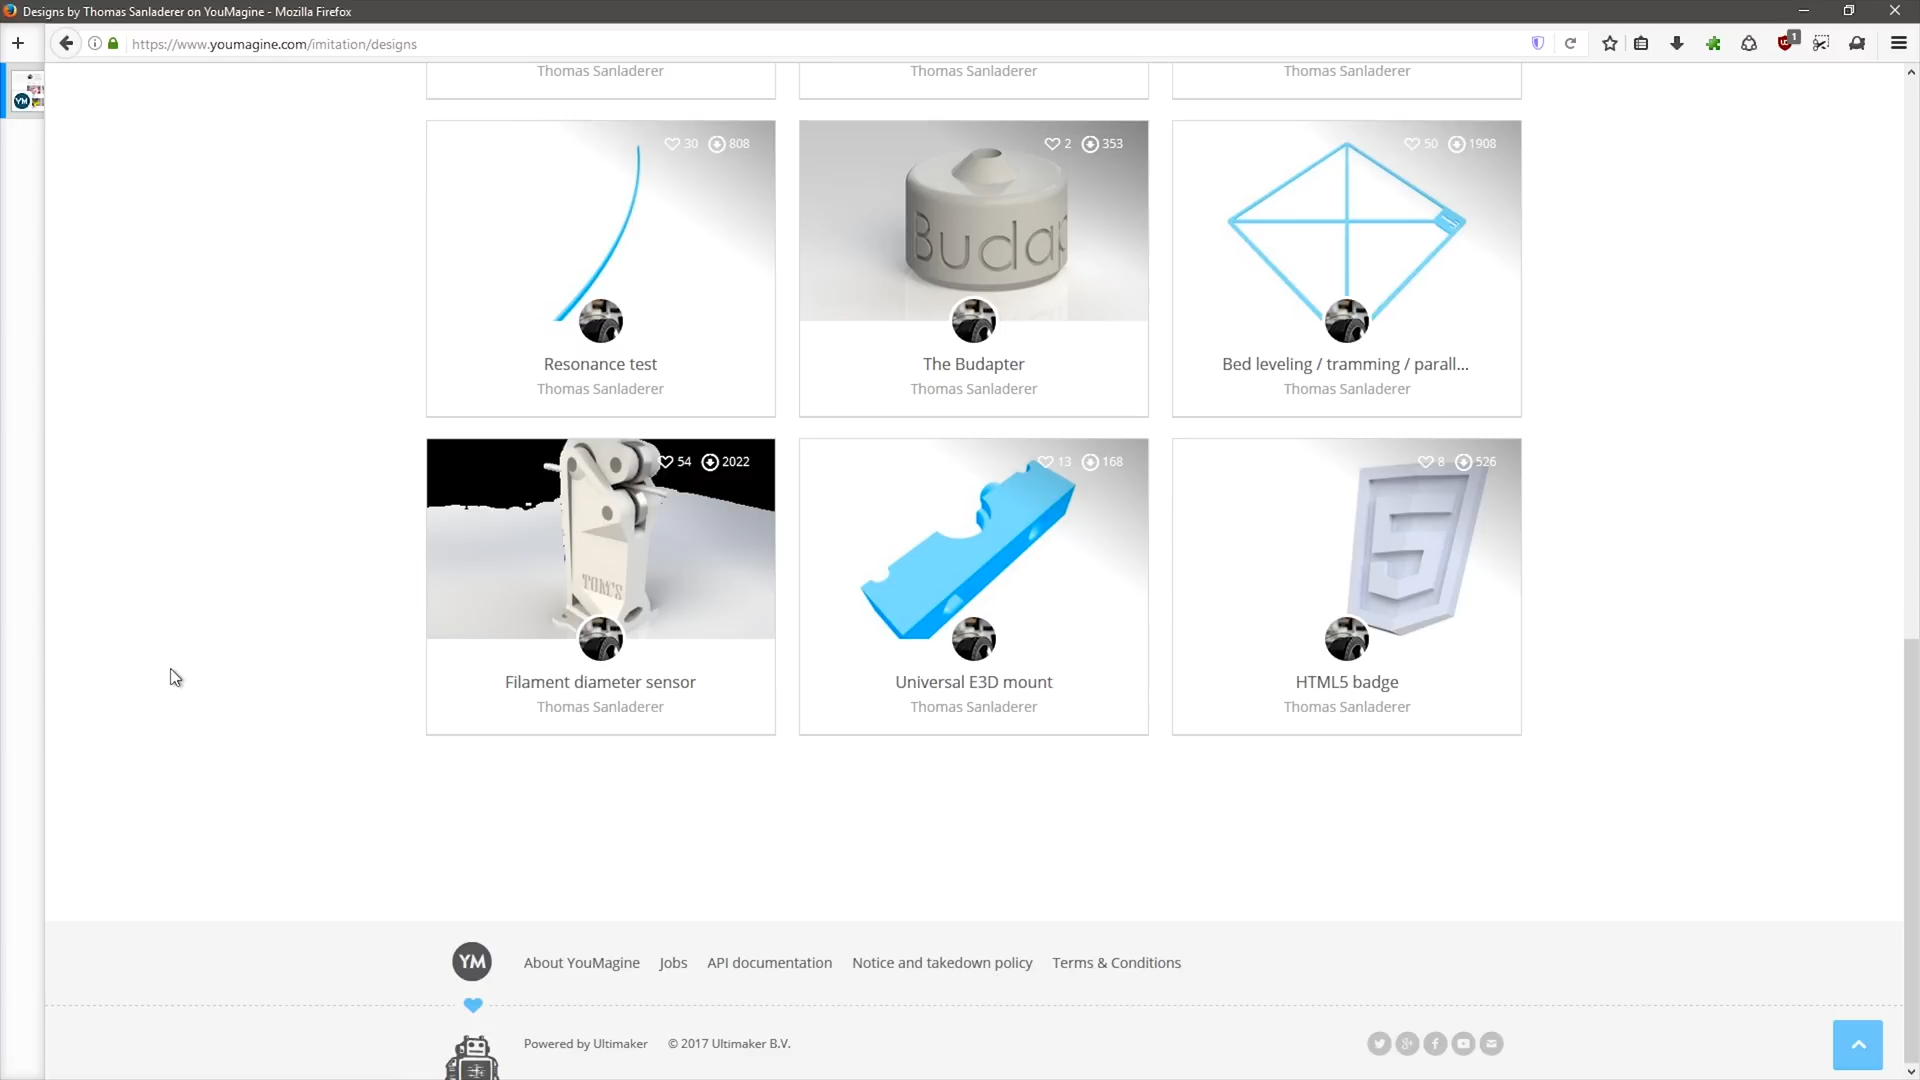 Designs by Thomas Sanladerer on YouMagine - Mozilla Firefox
https://www.youmagine.com/imitation/designs
1
YM
Thomas Sanladerer
Thomas Sanladerer
Thomas Sanladerer
30 808
2 353
50 1908
Budap
Resonance test
The Budapter
Bed leveling / tramming / parall...
Thomas Sanladerer
Thomas Sanladerer
Thomas Sanladerer
54 2022
13 168
8 526
TOM'S
5
Filament diameter sensor
Universal E3D mount
HTML5 badge
Thomas Sanladerer
Thomas Sanladerer
Thomas Sanladerer
YM
About YouMagine Jobs API documentation Notice and takedown policy Terms & Conditions
Powered by Ultimaker © 2017 Ultimaker B.V.